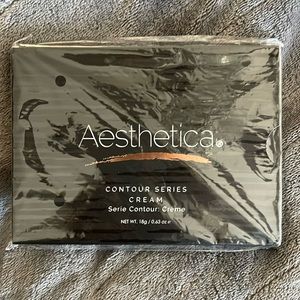 Aesthetica®
CONTOUR SERIES
CREAM
Serie Contour: Crème
NET WT. 18g / 0.63 oz e